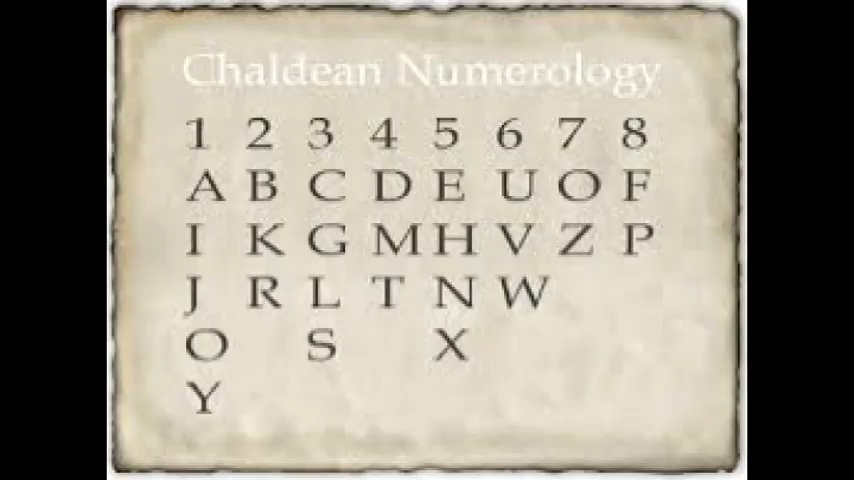 Chaldean Numerology
1 2 3 4 5 6 7 8
A B C D E U O F
I K G M H V Z P
J R L T N W
O S X
Y